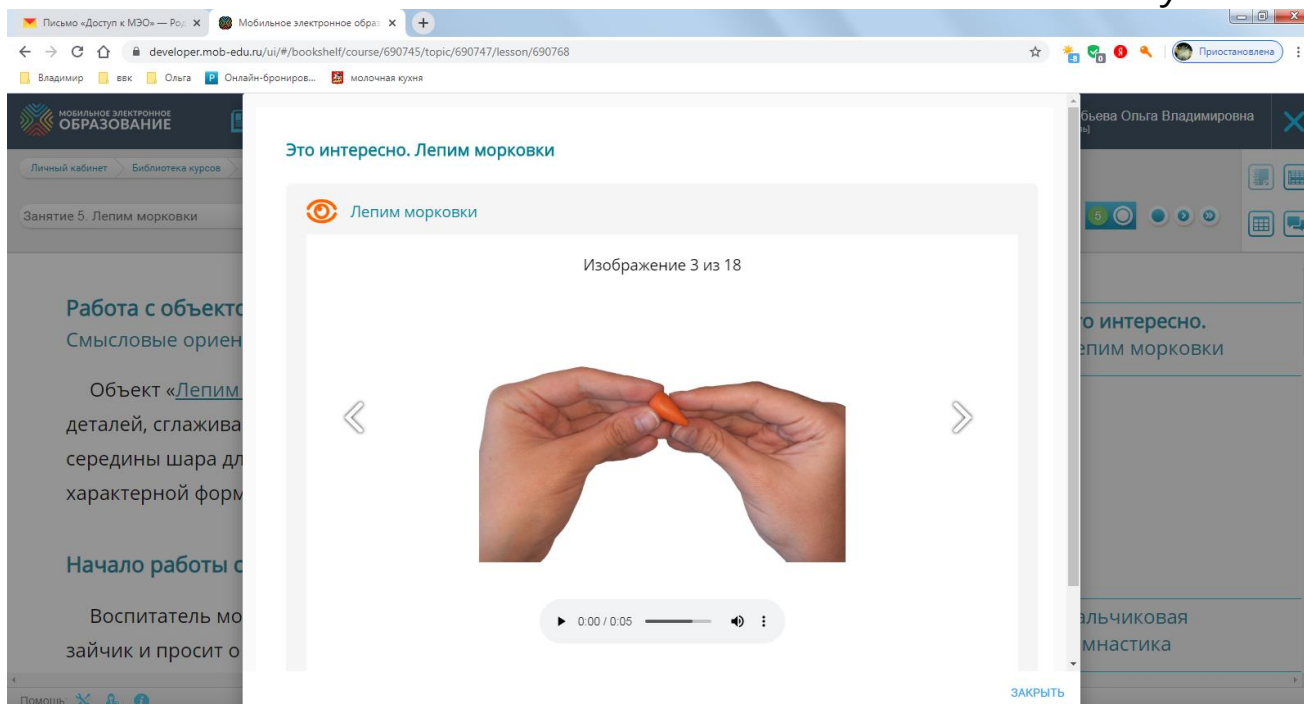 Письмо «Доступ к МЭО» — Ро
Мобильное электронное обра
developer.mob-edu.ru/ui/#/bookshelf/course/690745/topic/690747/lesson/690768
Приостановлена
Владимир
ввк
Ольга
Онлайн-брониров...
молочная кухня
МОБИЛЬНОЕ ЭЛЕКТРОННОЕ
ОБРАЗОВАНИЕ
бьева Ольга Владимировна
Личный кабинет
Библиотека курсов
Занятие 5. Лепим морковки
5
Это интересно. Лепим морковки
Лепим морковки
Изображение 3 из 18
0:00 / 0:05
ЗАКРЫТЬ
Работа с объекто
Смысловые ориен
Объект «Лепим
деталей, сглажива
середины шара дл
характерной форм
Начало работы с
Воспитатель мо
зайчик и просит о
о интересно.
епим морковки
альчиковая
мнастика
Помощь: